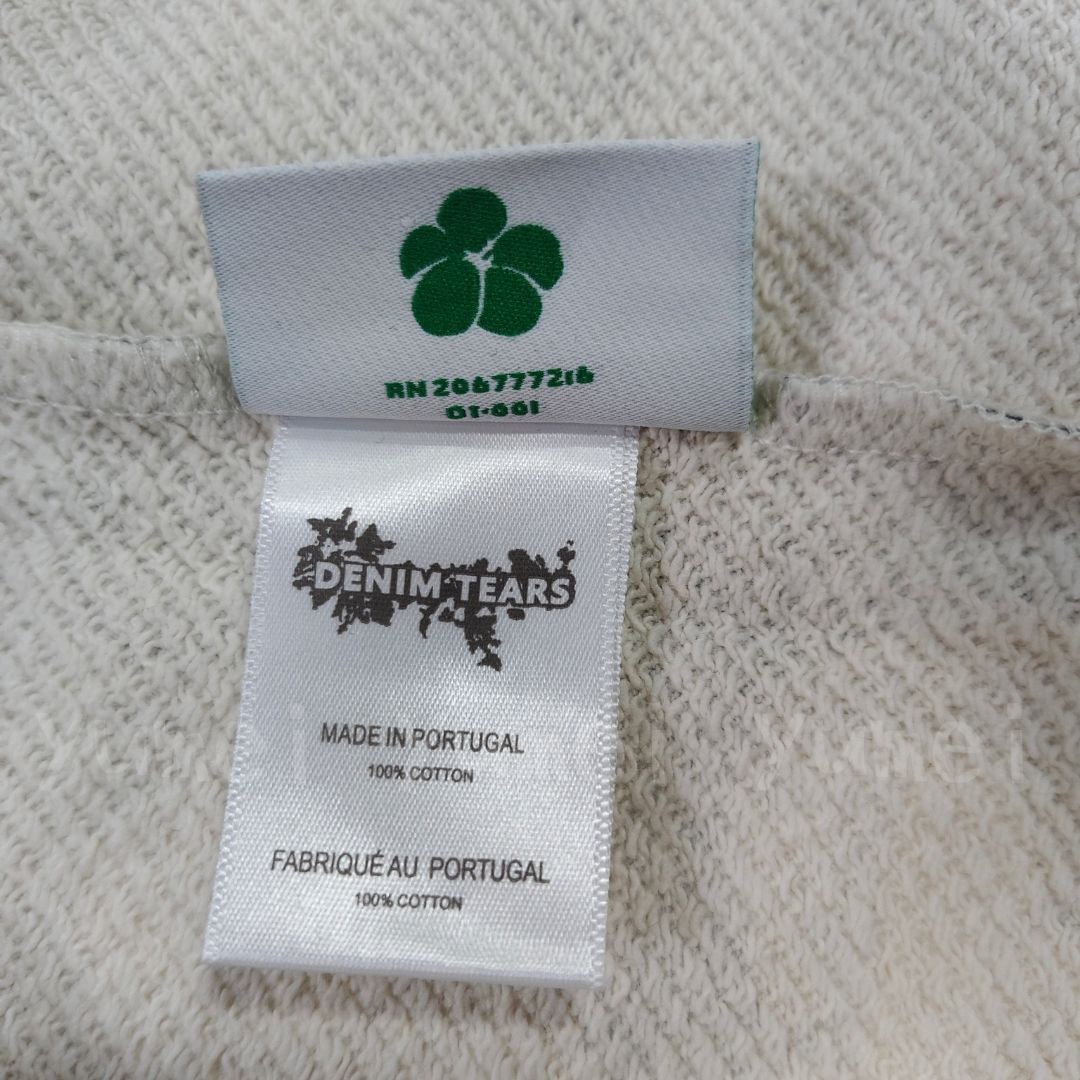 RN 206777216
01-001
DENIM TEARS
MADE IN PORTUGAL
100% COTTON
FABRIQUÉ AU PORTUGAL
100% COTTON